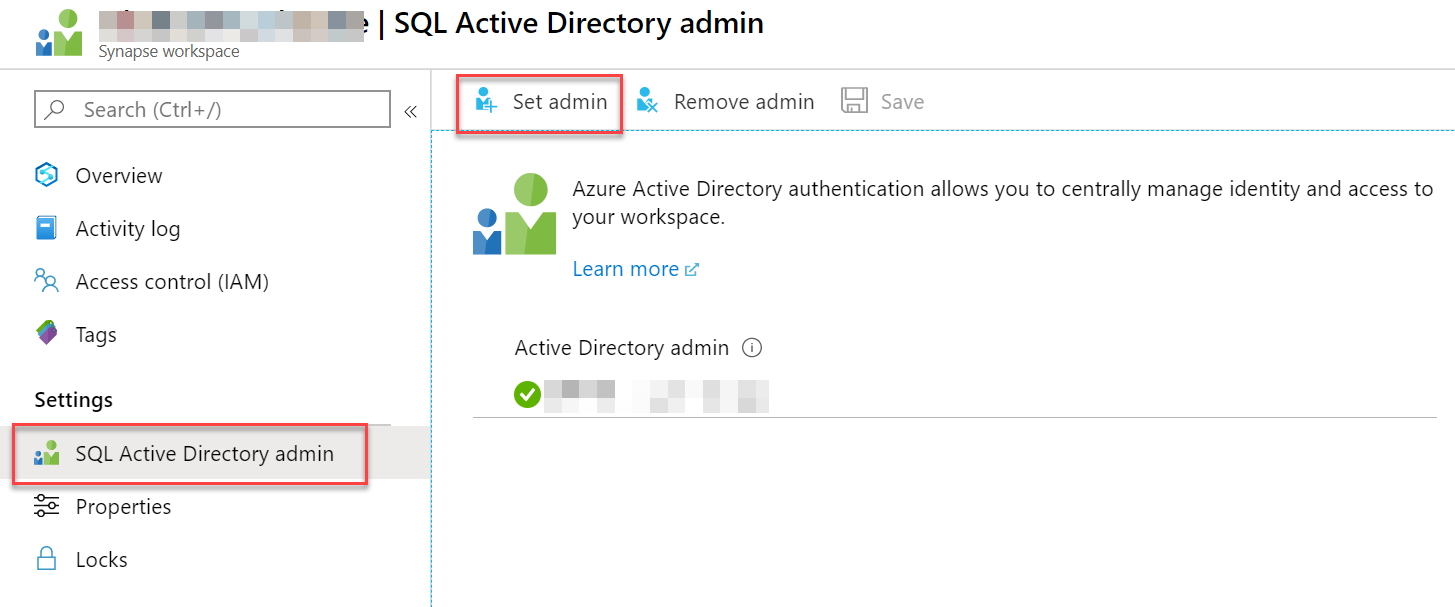 | SQL Active Directory admin
Synapse workspace
Search (Ctrl+/)
«
Set admin
Remove admin
Save
Overview
Activity log
Access control (IAM)
Tags
Settings
SQL Active Directory admin
Properties
Locks
Azure Active Directory authentication allows you to centrally manage identity and access to
your workspace.
Learn more
Active Directory admin